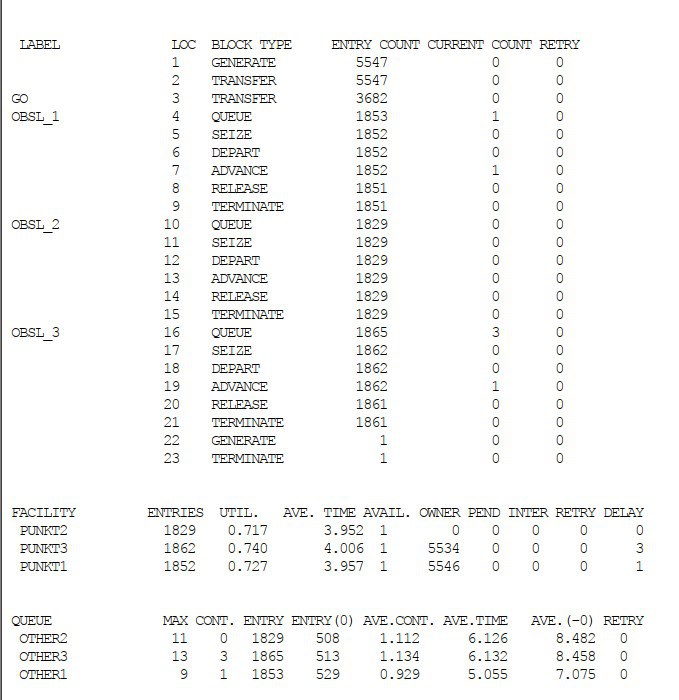 LABEL LOC BLOCK TYPE ENTRY COUNT CURRENT COUNT RETRY
1 GENERATE 5547 0 0
2 TRANSFER 5547 0 0
GO 3 TRANSFER 3682 0 0
OBSL_1 4 QUEUE 1853 1 0
5 SEIZE 1852 0 0
6 DEPART 1852 0 0
7 ADVANCE 1852 1 0
8 RELEASE 1851 0 0
9 TERMINATE 1851 0 0
OBSL_2 10 QUEUE 1829 0 0
11 SEIZE 1829 0 0
12 DEPART 1829 0 0
13 ADVANCE 1829 0 0
14 RELEASE 1829 0 0
15 TERMINATE 1829 0 0
OBSL_3 16 QUEUE 1865 3 0
17 SEIZE 1862 0 0
18 DEPART 1862 0 0
19 ADVANCE 1862 1 0
20 RELEASE 1861 0 0
21 TERMINATE 1861 0 0
22 GENERATE 1 0 0
23 TERMINATE 1 0 0
FACILITY ENTRIES UTIL. AVE. TIME AVAIL. OWNER PEND INTER RETRY DELAY
PUNKT2 1829 0.717 3.952 1 0 0 0 0 0
PUNKT3 1862 0.740 4.006 1 5534 0 0 0 3
PUNKT1 1852 0.727 3.957 1 5546 0 0 0 1
QUEUE MAX CONT. ENTRY ENTRY(0) AVE.CONT. AVE.TIME AVE.(-0) RETRY
OTHER2 11 0 1829 508 1.112 6.126 8.482 0
OTHER3 13 3 1865 513 1.134 6.132 8.458 0
OTHER1 9 1 1853 529 0.929 5.055 7.075 0